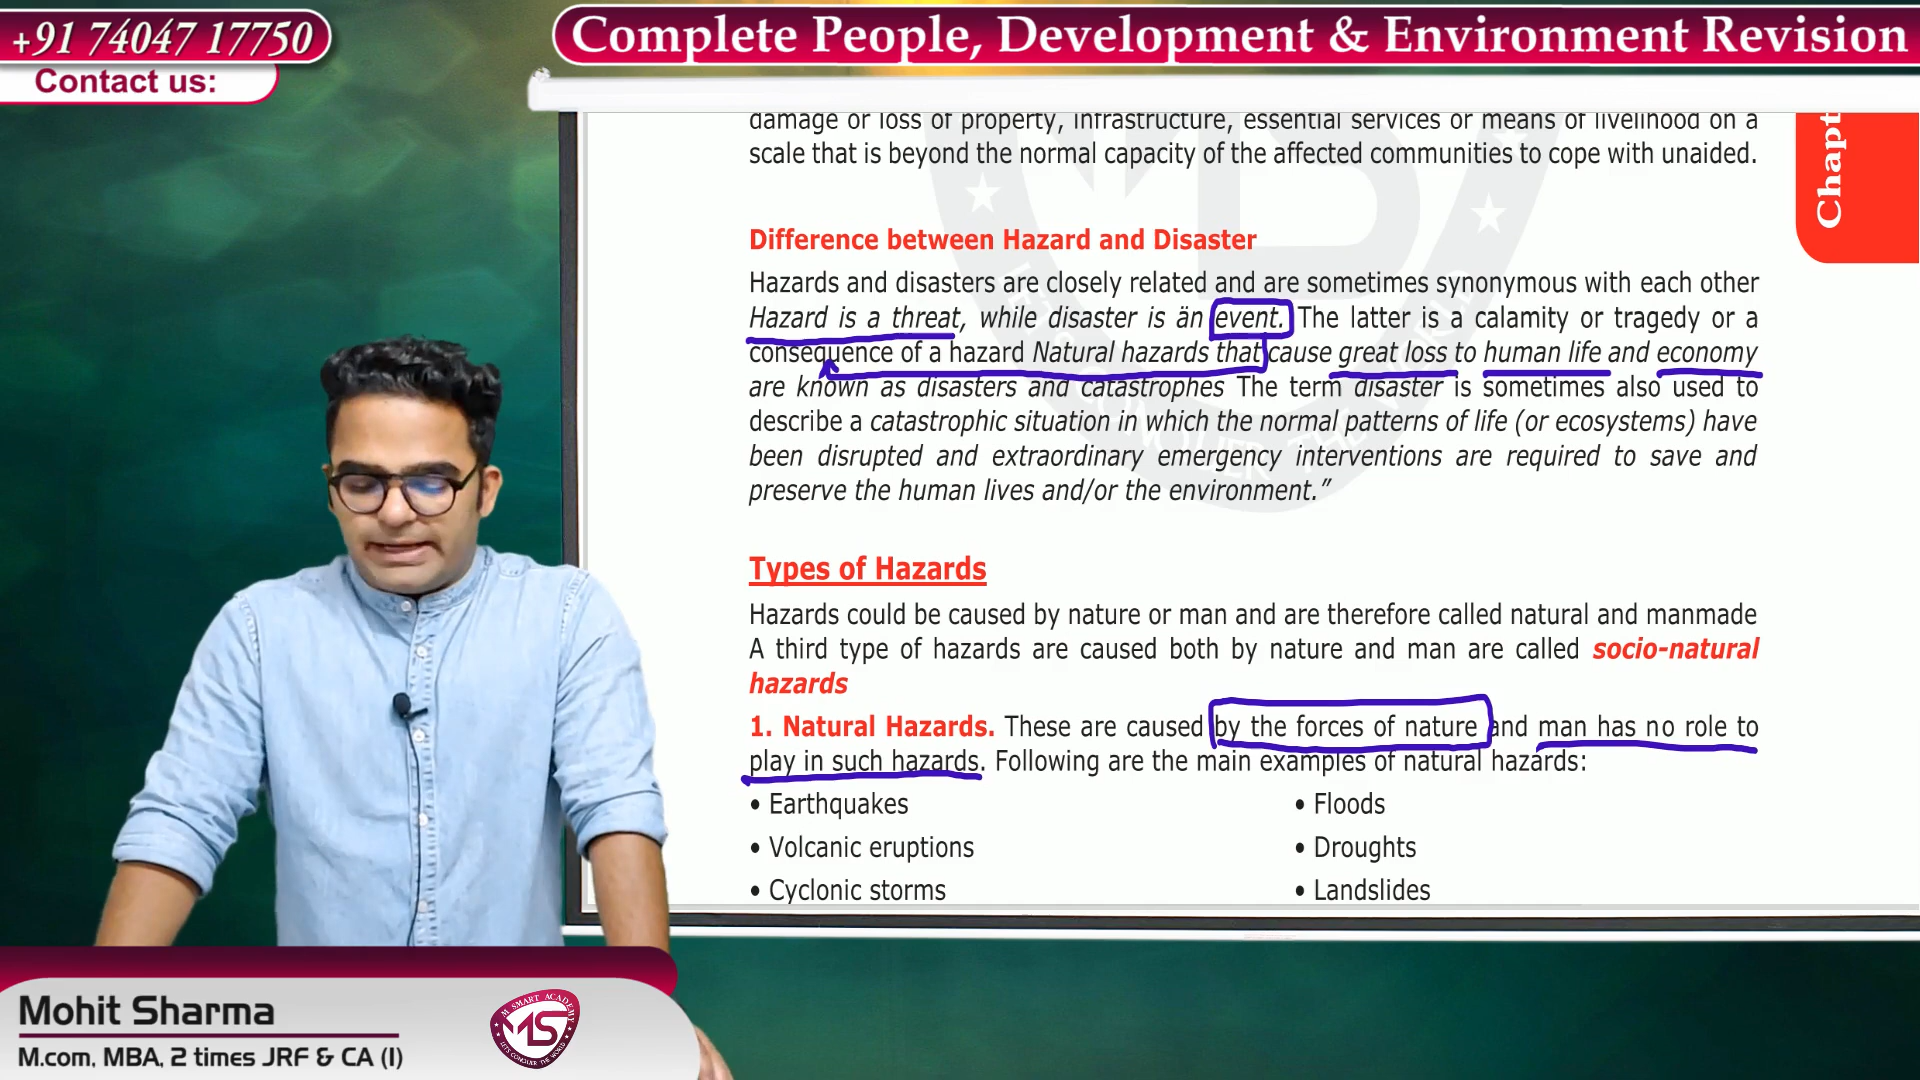 +91 74047 17750
Contact us:
Complete People, Development & Environment Revision
damage or loss of property, infrastructure, essential services or means of livelihood on a
scale that is beyond the normal capacity of the affected communities to cope with unaided.
Chapt
Difference between Hazard and Disaster
Hazards and disasters are closely related and are sometimes synonymous with each other
Hazard is a threat, while disaster is än event. The latter is a calamity or tragedy or a
consequence of a hazard Natural hazards that cause great loss to human life and economy
are known as disasters and catastrophes The term disaster is sometimes also used to
describe a catastrophic situation in which the normal patterns of life (or ecosystems) have
been disrupted and extraordinary emergency interventions are required to save and
preserve the human lives and/or the environment.”
Types of Hazards
Hazards could be caused by nature or man and are therefore called natural and manmade
A third type of hazards are caused both by nature and man are called socio-natural
hazards
1. Natural Hazards. These are caused by the forces of nature and man has no role to
play in such hazards. Following are the main examples of natural hazards:
• Earthquakes
• Floods
• Volcanic eruptions
• Droughts
• Cyclonic storms
• Landslides
Mohit Sharma
M.com, MBA, 2 times JRF & CA (I)
M SMART ACADEMY
MS
LET'S CONQUER THE WORLD